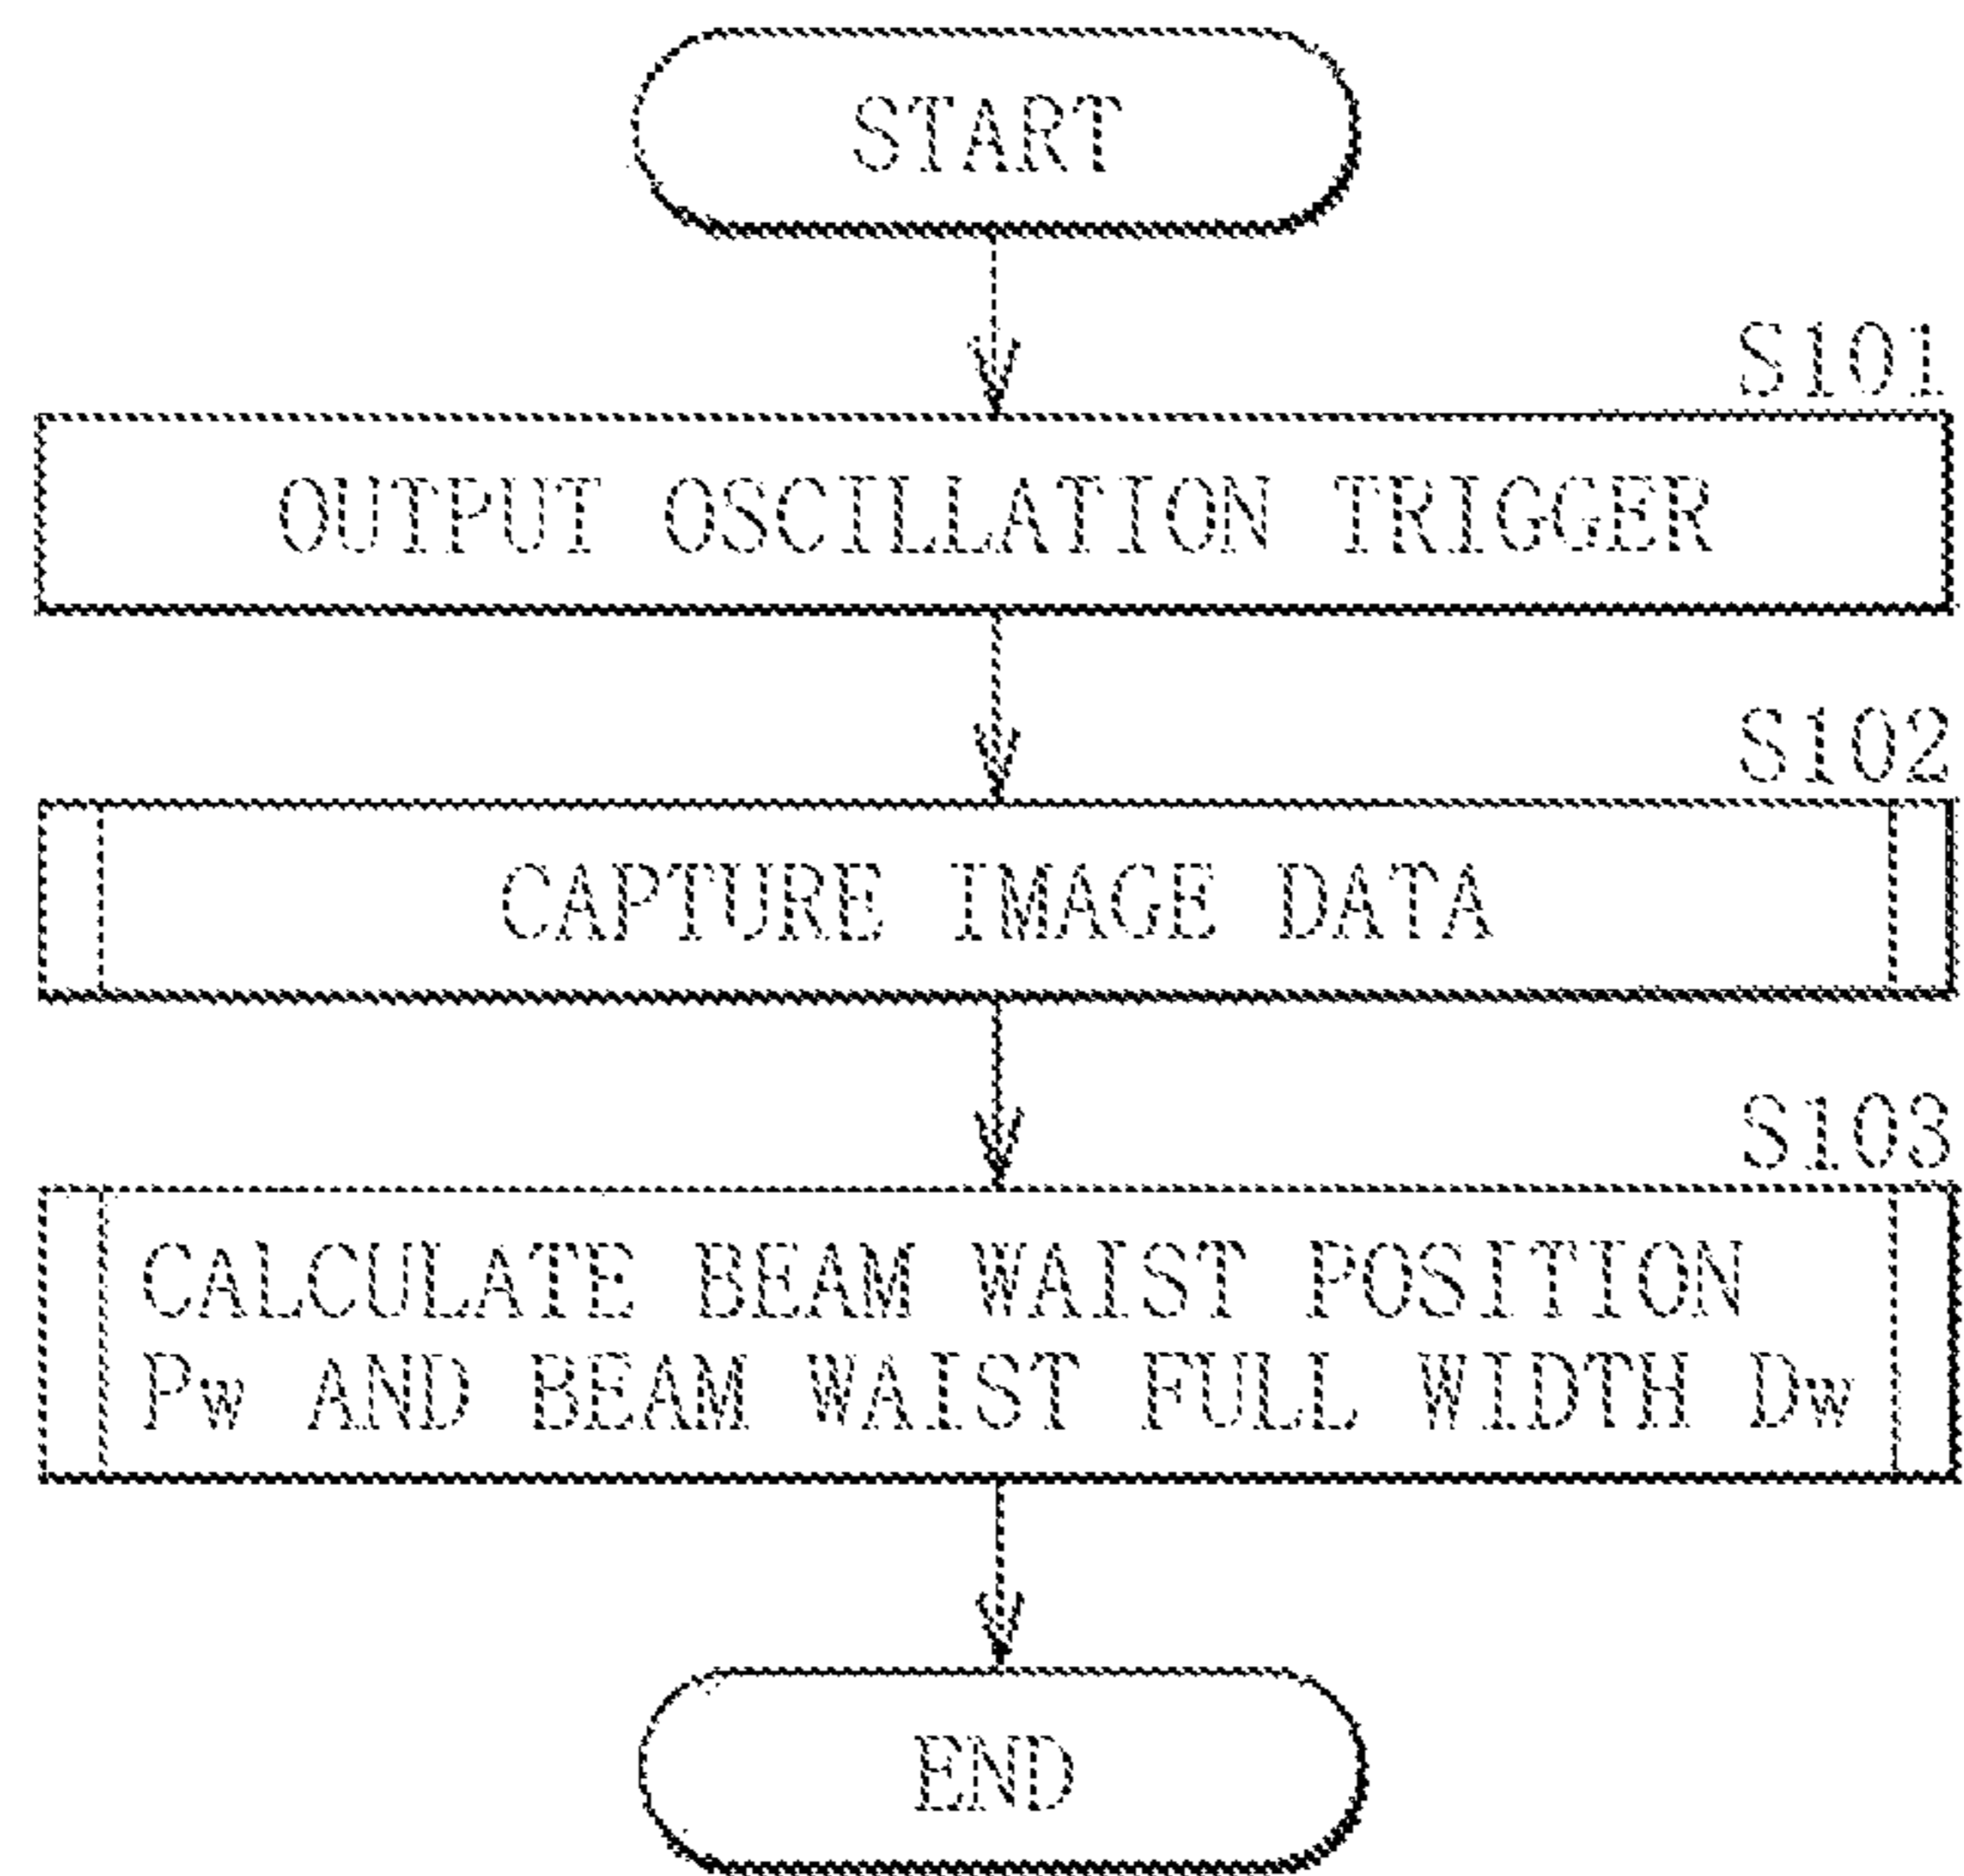 START
S101
OUTPUT OSCILLATION TRIGGER
S102
CAPTURE IMAGE DATA
S103
CALCULATE BEAM WAIST POSITION
Pw AND BEAM WAIST FULL WIDTH Dw
END